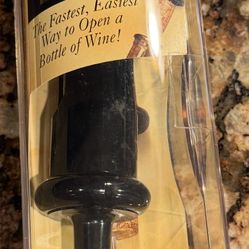 The Fastest, Easiest
Way to Open a
Bottle of Wine!